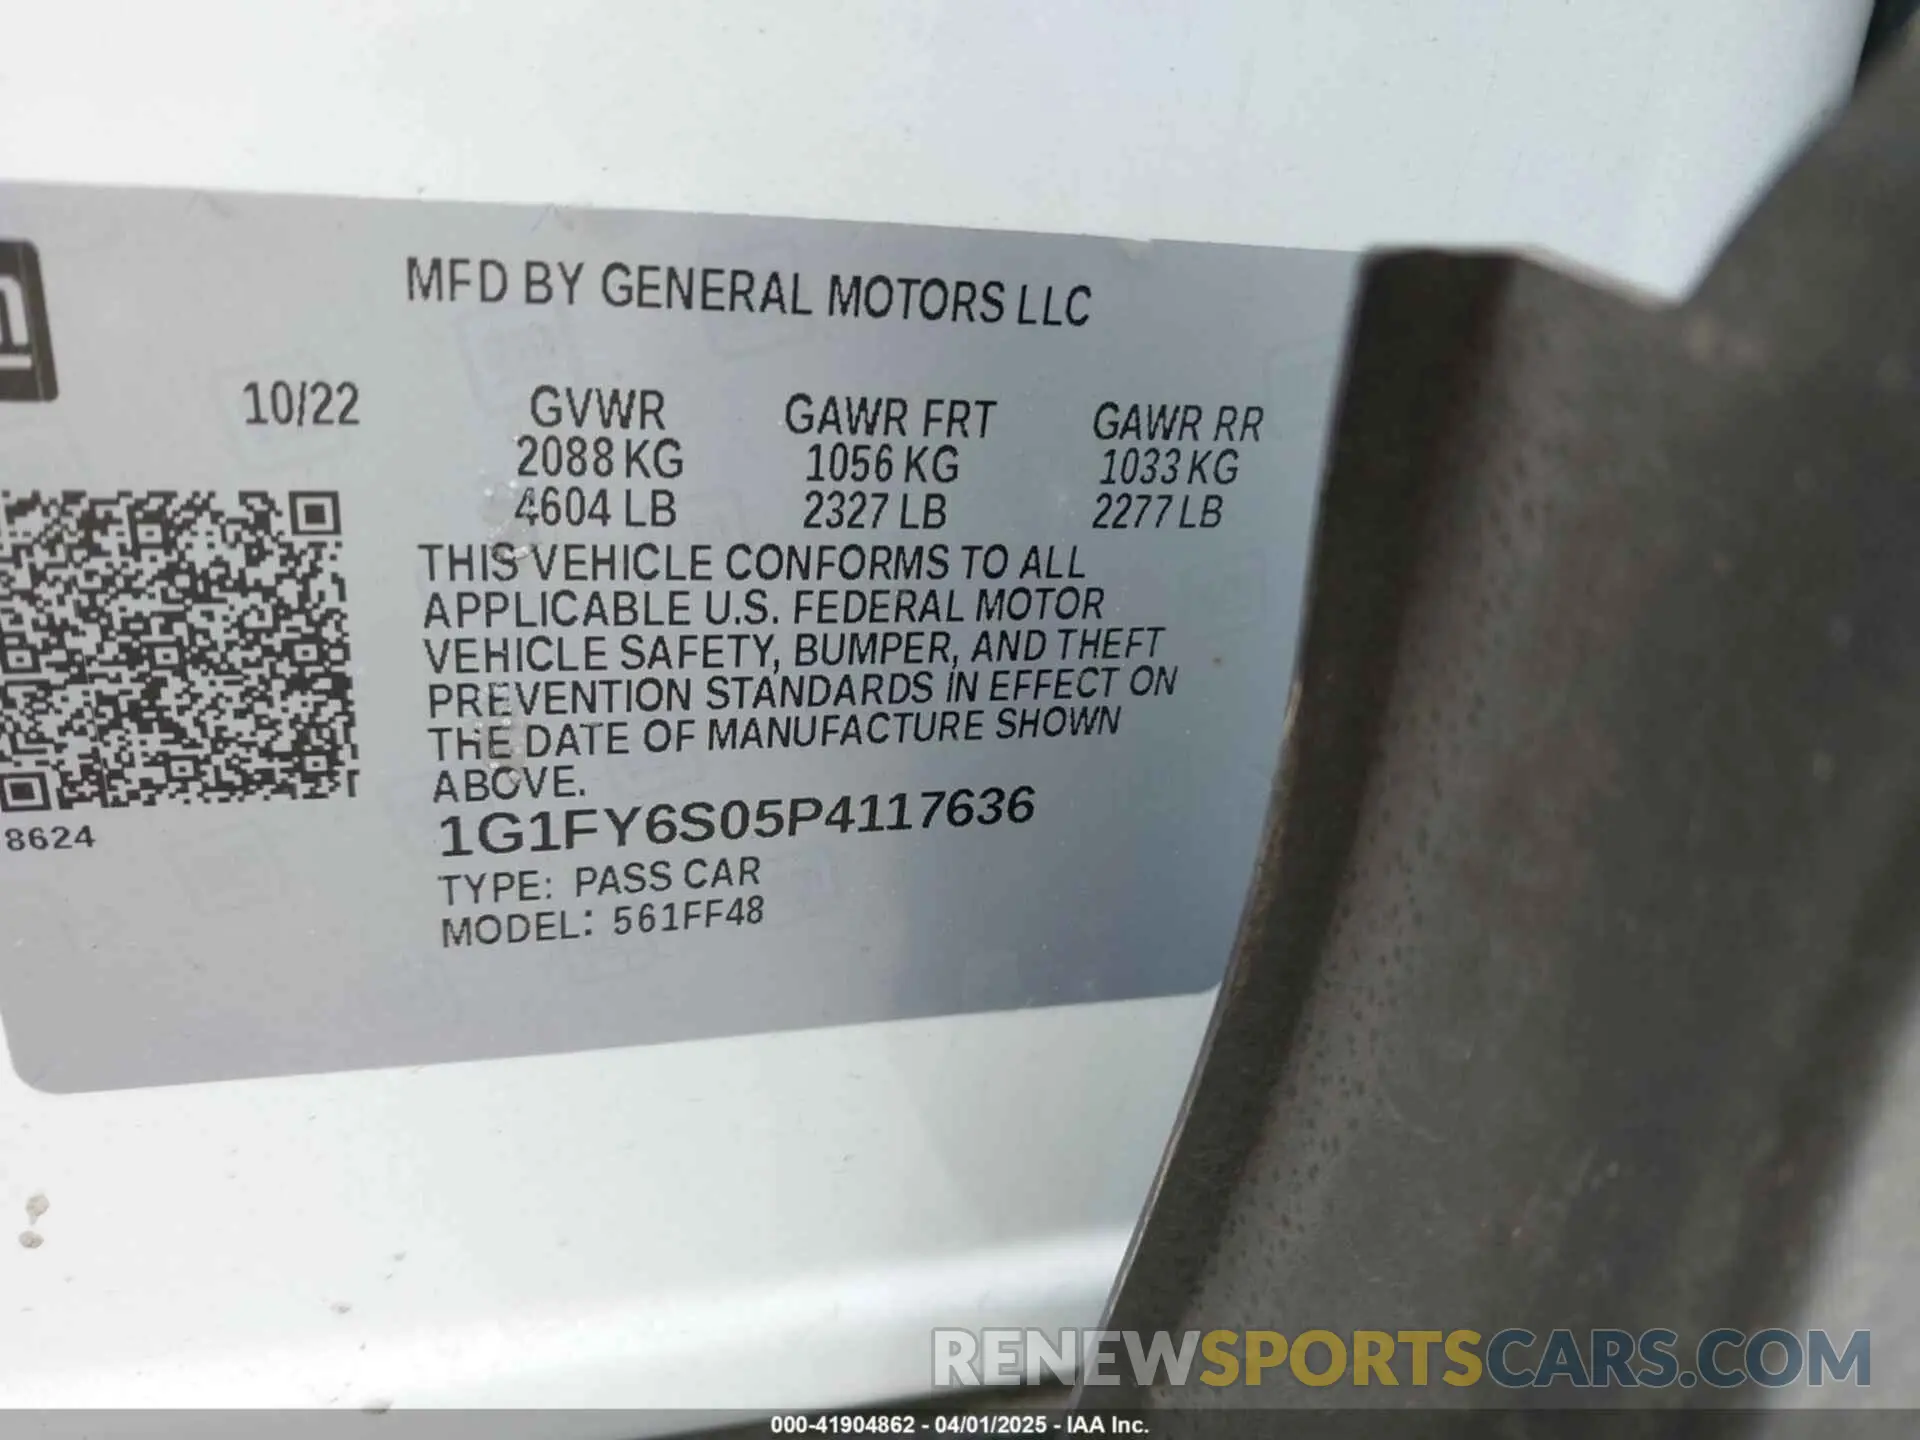 MFD BY GENERAL MOTORS LLC
10/22 GVWR GAWR FRT GAWR RR
2088 KG 1056 KG 1033 KG
4604 LB 2327 LB 2277 LB
THIS VEHICLE CONFORMS TO ALL
APPLICABLE U.S. FEDERAL MOTOR
VEHICLE SAFETY, BUMPER, AND THEFT
PREVENTION STANDARDS IN EFFECT ON
THE DATE OF MANUFACTURE SHOWN
ABOVE.
8624
1G1FY6S05P4117636
TYPE: PASS CAR
MODEL: 561FF48
RENEWSPORTSCARS.COM
000-41904862 - 04/01/2025 - IAA Inc.